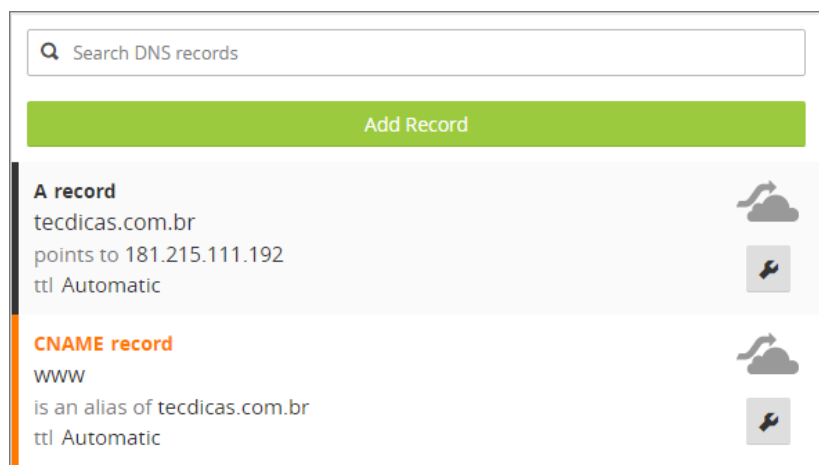 Search DNS records
Add Record
A record
tecdicas.com.br
points to 181.215.111.192
ttl Automatic
CNAME record
www
is an alias of tecdicas.com.br
ttl Automatic